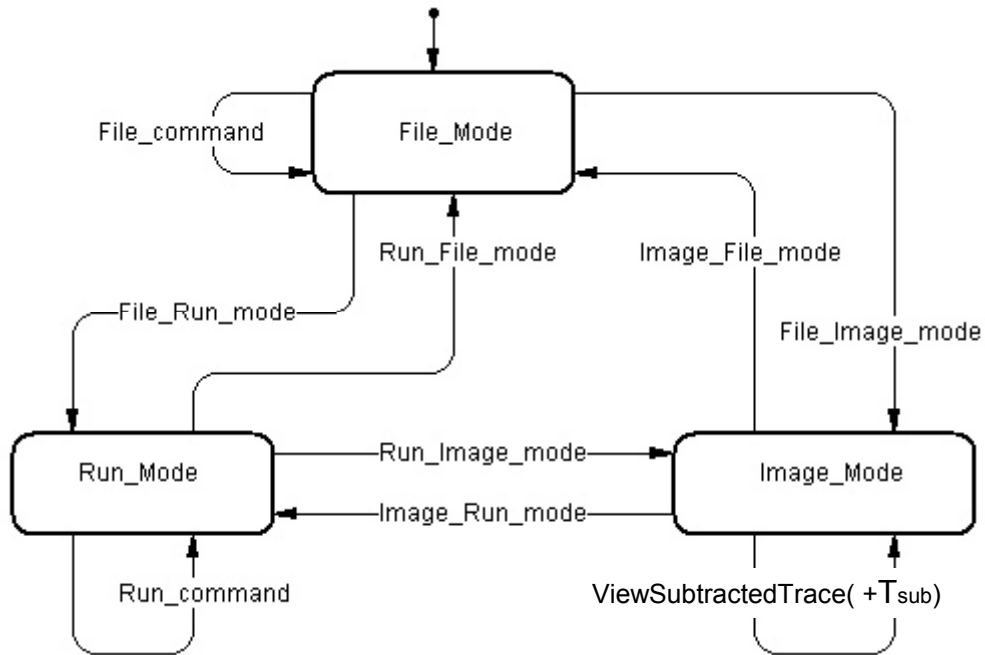 File_Mode
File_command
Run_File_mode
Image_File_mode
File_Run_mode
File_Image_mode
Run_Mode
Run_Image_mode
Image_Mode
Image_Run_mode
Run_command
ViewSubtractedTrace( +Tsub)